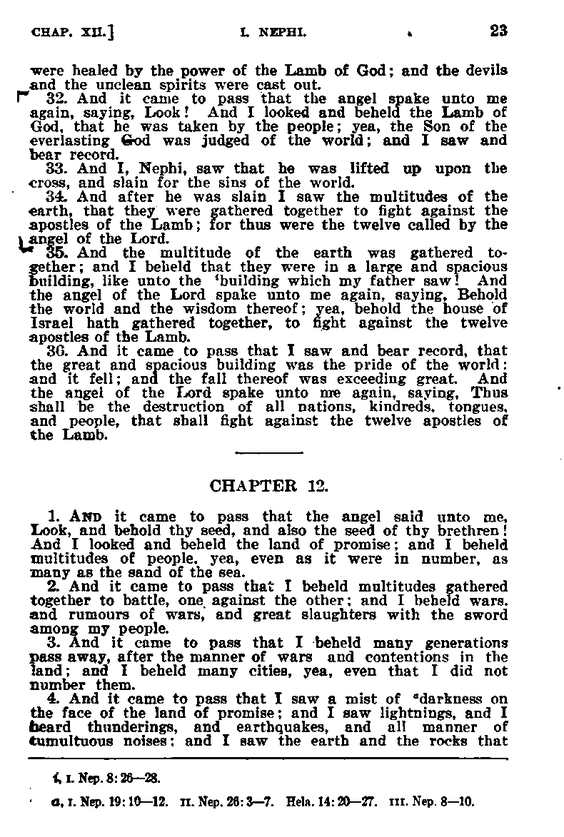 CHAP. XII.] I. NEPHI. 23
were healed by the power of the Lamb of God; and the devils
and the unclean spirits were cast out.
32. And it came to pass that the angel spake unto me
again, saying, Look! And I looked and beheld the Lamb of
God, that he was taken by the people; yea, the Son of the
everlasting God was judged of the world; and I saw and
bear record.
33. And I, Nephi, saw that he was lifted up upon the
cross, and slain for the sins of the world.
34. And after he was slain I saw the multitudes of the
earth, that they were gathered together to fight against the
apostles of the Lamb; for thus were the twelve called by the
angel of the Lord.
35. And the multitude of the earth was gathered to-
gether; and I beheld that they were in a large and spacious
building, like unto the ᶠbuilding which my father saw! And
the angel of the Lord spake unto me again, saying, Behold
the world and the wisdom thereof; yea, behold the house of
Israel hath gathered together, to fight against the twelve
apostles of the Lamb.
36. And it came to pass that I saw and bear record, that
the great and spacious building was the pride of the world:
and it fell; and the fall thereof was exceeding great. And
the angel of the Lord spake unto me again, saying, Thus
shall be the destruction of all nations, kindreds, tongues,
and people, that shall fight against the twelve apostles of
the Lamb.
CHAPTER 12.
1. AND it came to pass that the angel said unto me,
Look, and behold thy seed, and also the seed of thy brethren!
And I looked and beheld the land of promise; and I beheld
multitudes of people, yea, even as it were in number, as
many as the sand of the sea.
2. And it came to pass that I beheld multitudes gathered
together to battle, one against the other; and I beheld wars,
and rumours of wars, and great slaughters with the sword
among my people.
3. And it came to pass that I beheld many generations
pass away, after the manner of wars and contentions in the
land; and I beheld many cities, yea, even that I did not
number them.
4. And it came to pass that I saw a mist of ᵃdarkness on
the face of the land of promise; and I saw lightnings, and I
heard thunderings, and earthquakes, and all manner of
tumultuous noises; and I saw the earth and the rocks that
f, I. Nep. 8: 26—28.
a, I. Nep. 19: 10—12. II. Nep. 26: 3—7. Hela. 14: 20—27. III. Nep. 8—10.